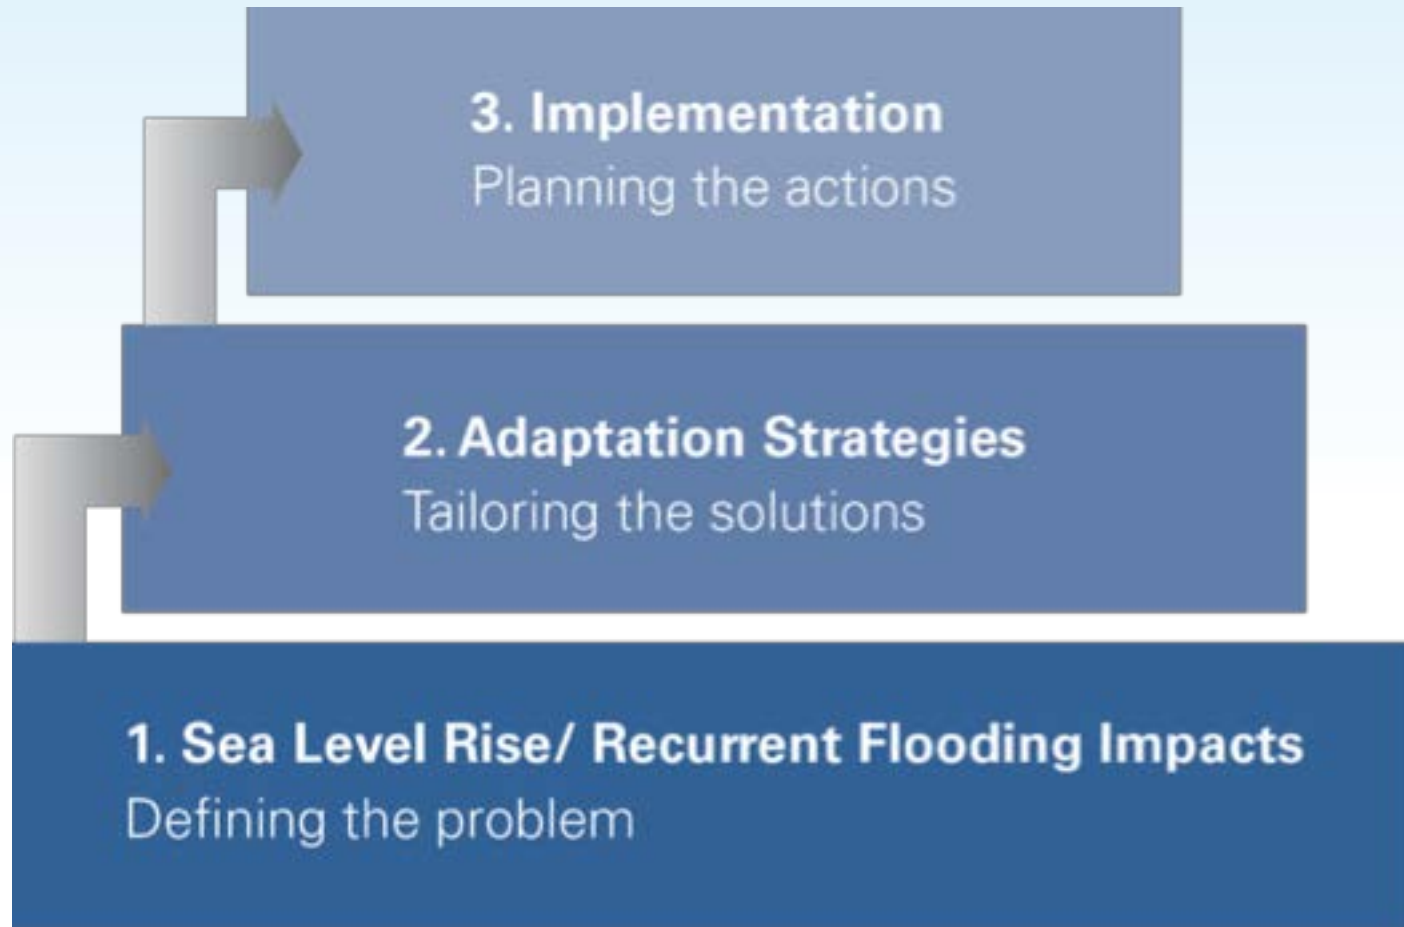 3. Implementation
Planning the actions
2. Adaptation Strategies
Tailoring the solutions
1. Sea Level Rise/ Recurrent Flooding Impacts
Defining the problem